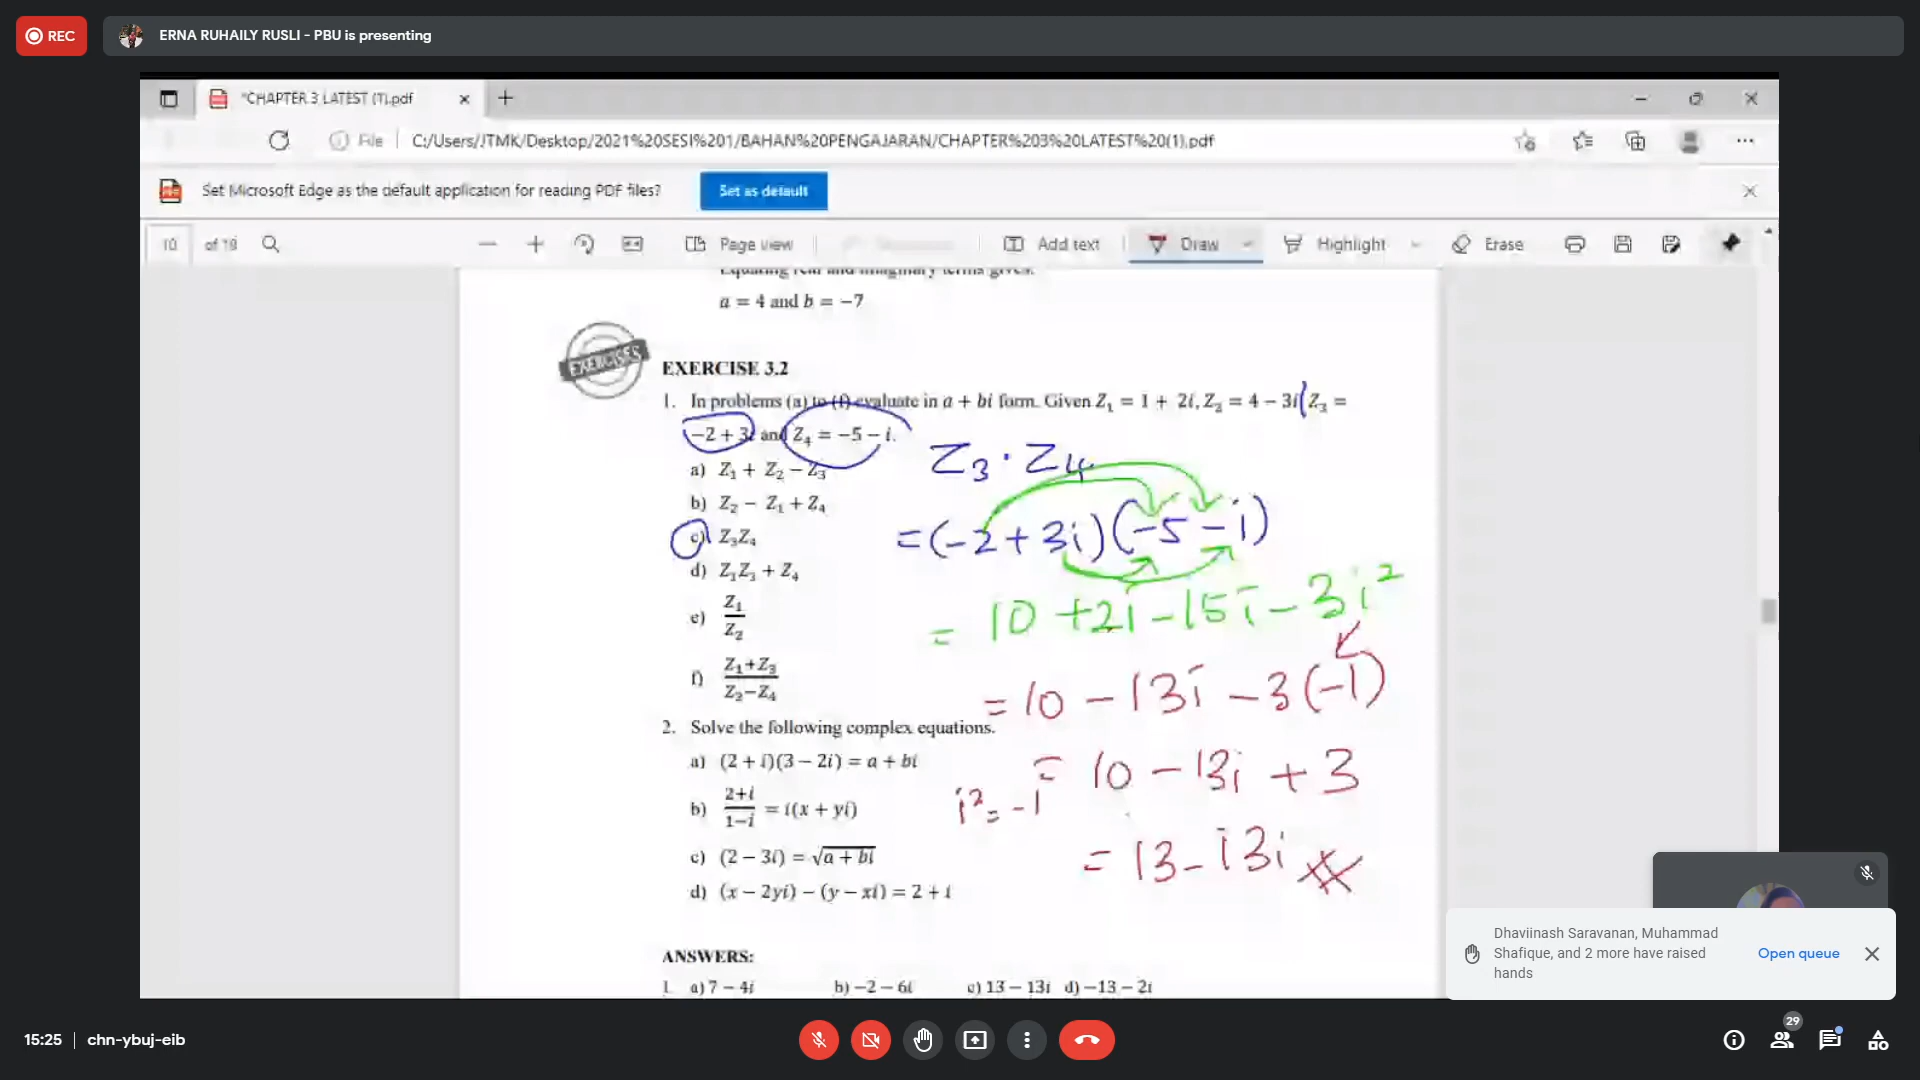 REC
ERNA RUHAILY RUSLI - PBU is presenting
*CHAPTER 3 LATEST (1).pdf
File
C:/Users/JTMK/Desktop/2021%20SESI%201/BAHAN%20PENGAJARAN/CHAPTER%203%20LATEST%20(1).pdf
Set Microsoft Edge as the default application for reading PDF files?
Set as default
10 of 19
Page view
Add text
Draw
Highlight
Erase
Equating real and imaginary terms gives:
a = 4 and b = −7
EXERCISES
EXERCISE 3.2
1. In problems (a) to (f) evaluate in a + bi form. Given Z₁ = 1 + 2i, Z₂ = 4 − 3i, Z₃ =
−2 + 3i and Z₄ = −5 − i.
a) Z₁ + Z₂ − Z₃
b) Z₂ − Z₁ + Z₄
c) Z₃Z₄
d) Z₁Z₃ + Z₄
e) Z₁/Z₂
f) Z₁+Z₃/Z₂−Z₄
Z₃ · Z₄
= (−2 + 3i)(−5 − i)
= 10 + 2i − 15i − 3i²
= 10 − 13i − 3(−1)
= 10 − 13i + 3
i² = −1
= 13 − 13i
2. Solve the following complex equations.
a) (2 + i)(3 − 2i) = a + bi
b) 2+i/1−i = i(x + yi)
c) (2 − 3i) = √a + bi
d) (x − 2yi) − (y − xi) = 2 + i
ANSWERS:
1. a) 7 − 4i b) −2 − 6i c) 13 − 13i d) −13 − 2i
Dhaviinash Saravanan, Muhammad
Shafique, and 2 more have raised
hands
Open queue
15:25 | chn-ybuj-eib
29